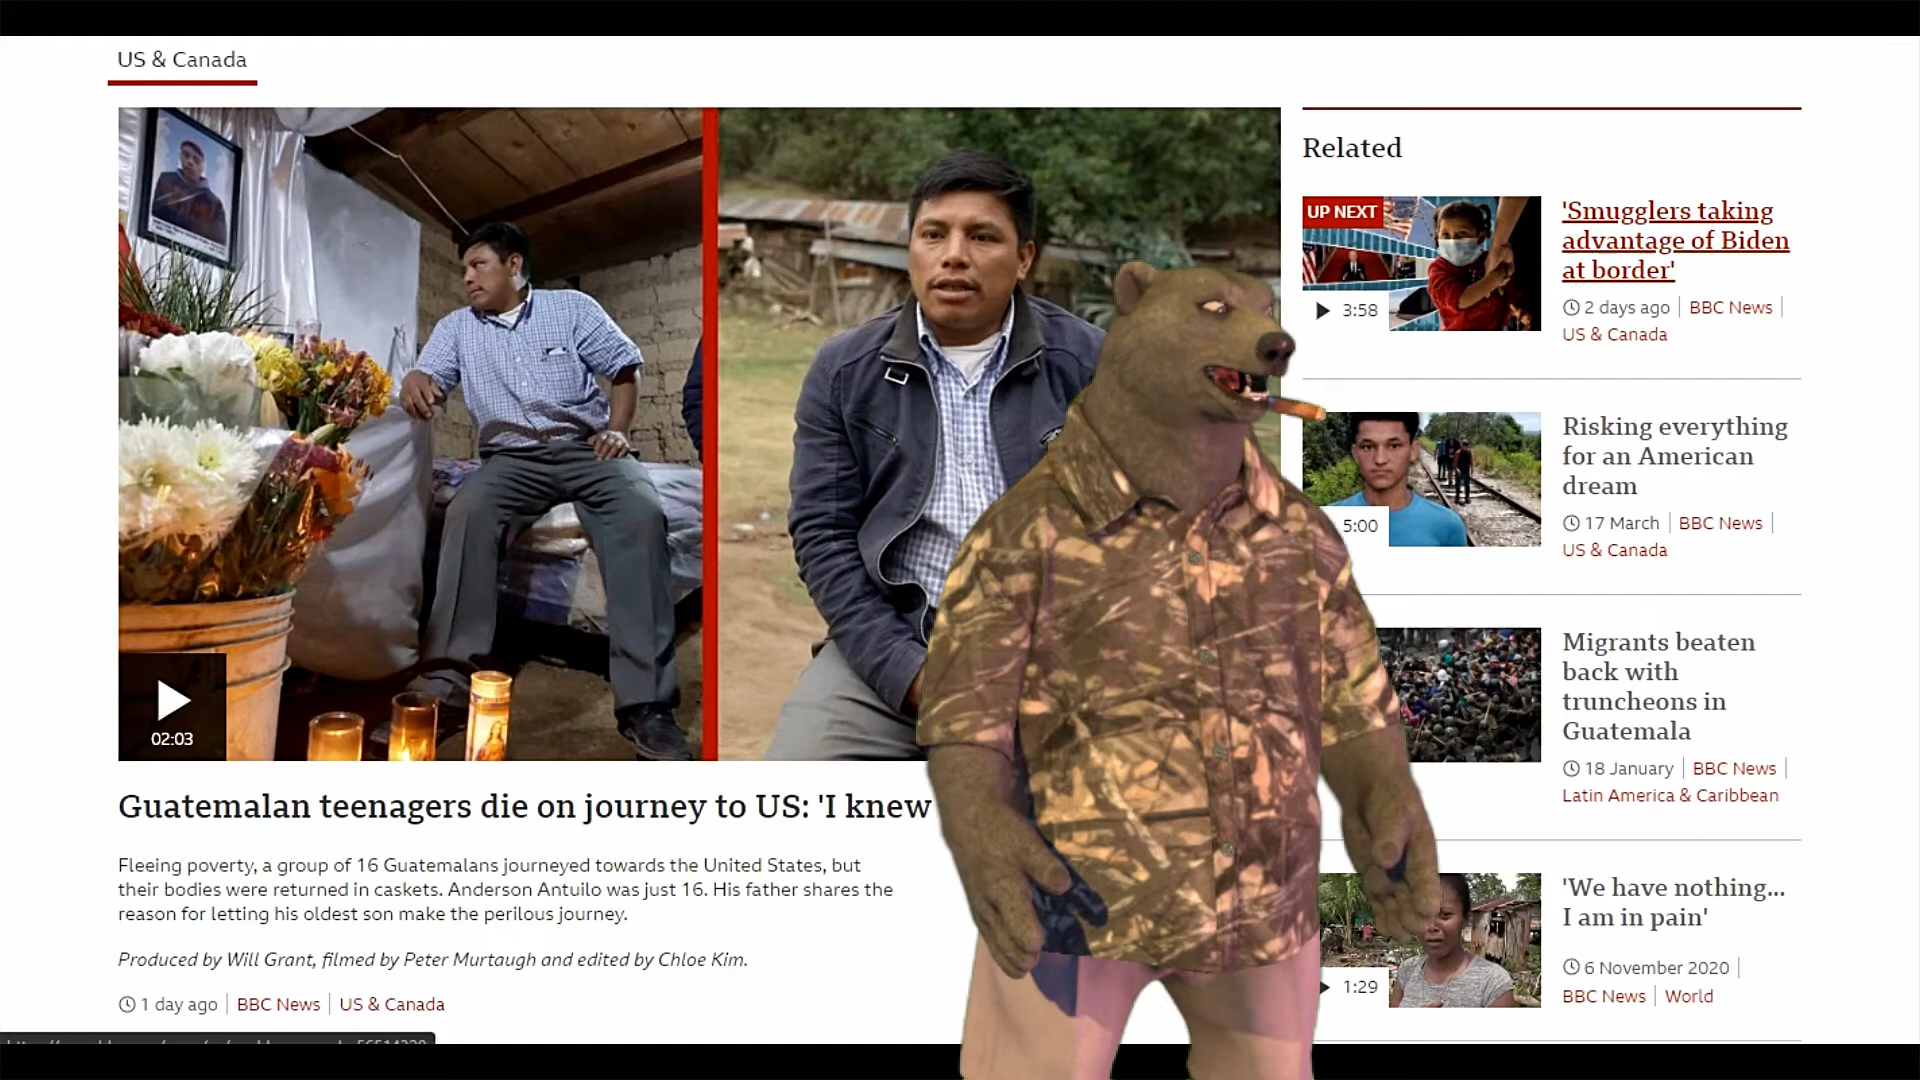 US & Canada
02:03
Guatemalan teenagers die on journey to US: 'I knew
Fleeing poverty, a group of 16 Guatemalans journeyed towards the United States, but
their bodies were returned in caskets. Anderson Antuilo was just 16. His father shares the
reason for letting his oldest son make the perilous journey.
Produced by Will Grant, filmed by Peter Murtaugh and edited by Chloe Kim.
1 day ago | BBC News | US & Canada
Related
UP NEXT
3:58
'Smugglers taking
advantage of Biden
at border'
2 days ago | BBC News |
US & Canada
5:00
Risking everything
for an American
dream
17 March | BBC News |
US & Canada
Migrants beaten
back with
truncheons in
Guatemala
18 January | BBC News |
Latin America & Caribbean
1:29
'We have nothing...
I am in pain'
6 November 2020 |
BBC News | World